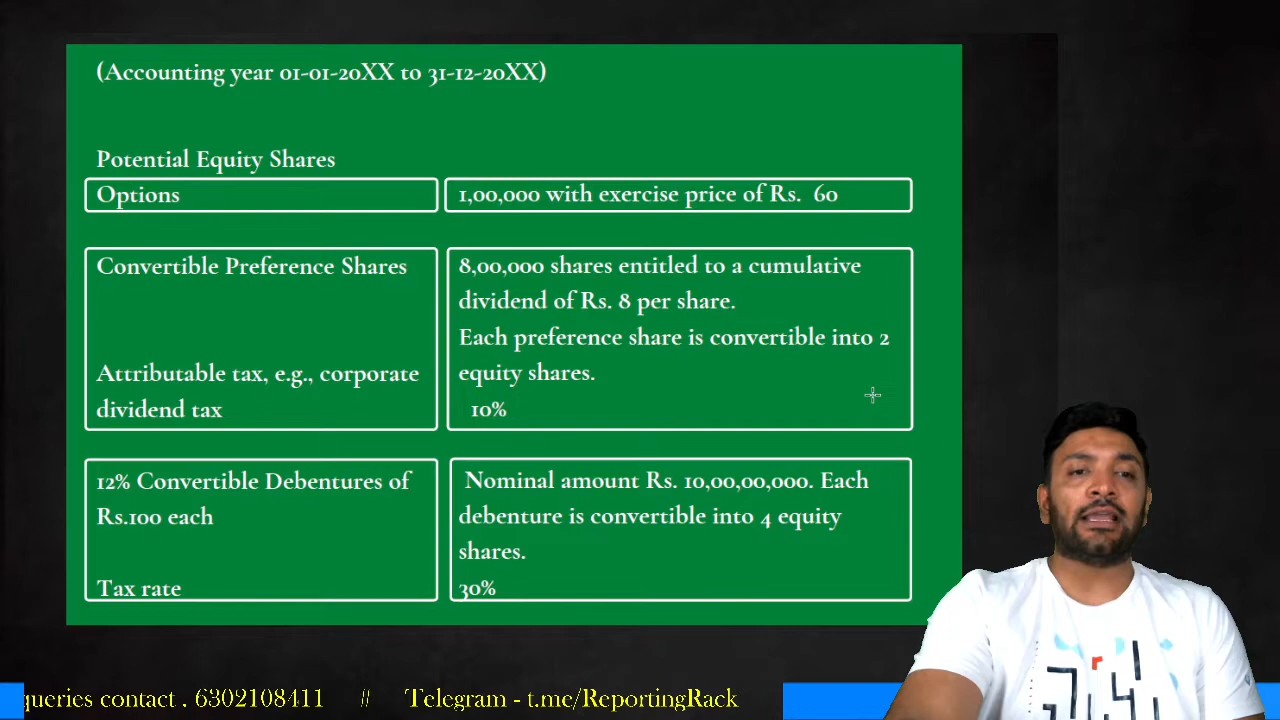 (Accounting year 01-01-20XX to 31-12-20XX)
Potential Equity Shares
Options
1,00,000 with exercise price of Rs. 60
Convertible Preference Shares
8,00,000 shares entitled to a cumulative
dividend of Rs. 8 per share.
Each preference share is convertible into 2
equity shares.
Attributable tax, e.g., corporate
dividend tax
10%
12% Convertible Debentures of
Rs.100 each
Nominal amount Rs. 10,00,00,000. Each
debenture is convertible into 4 equity
shares.
Tax rate
30%
queries contact . 6302108411 // Telegram - t.me/ReportingRack